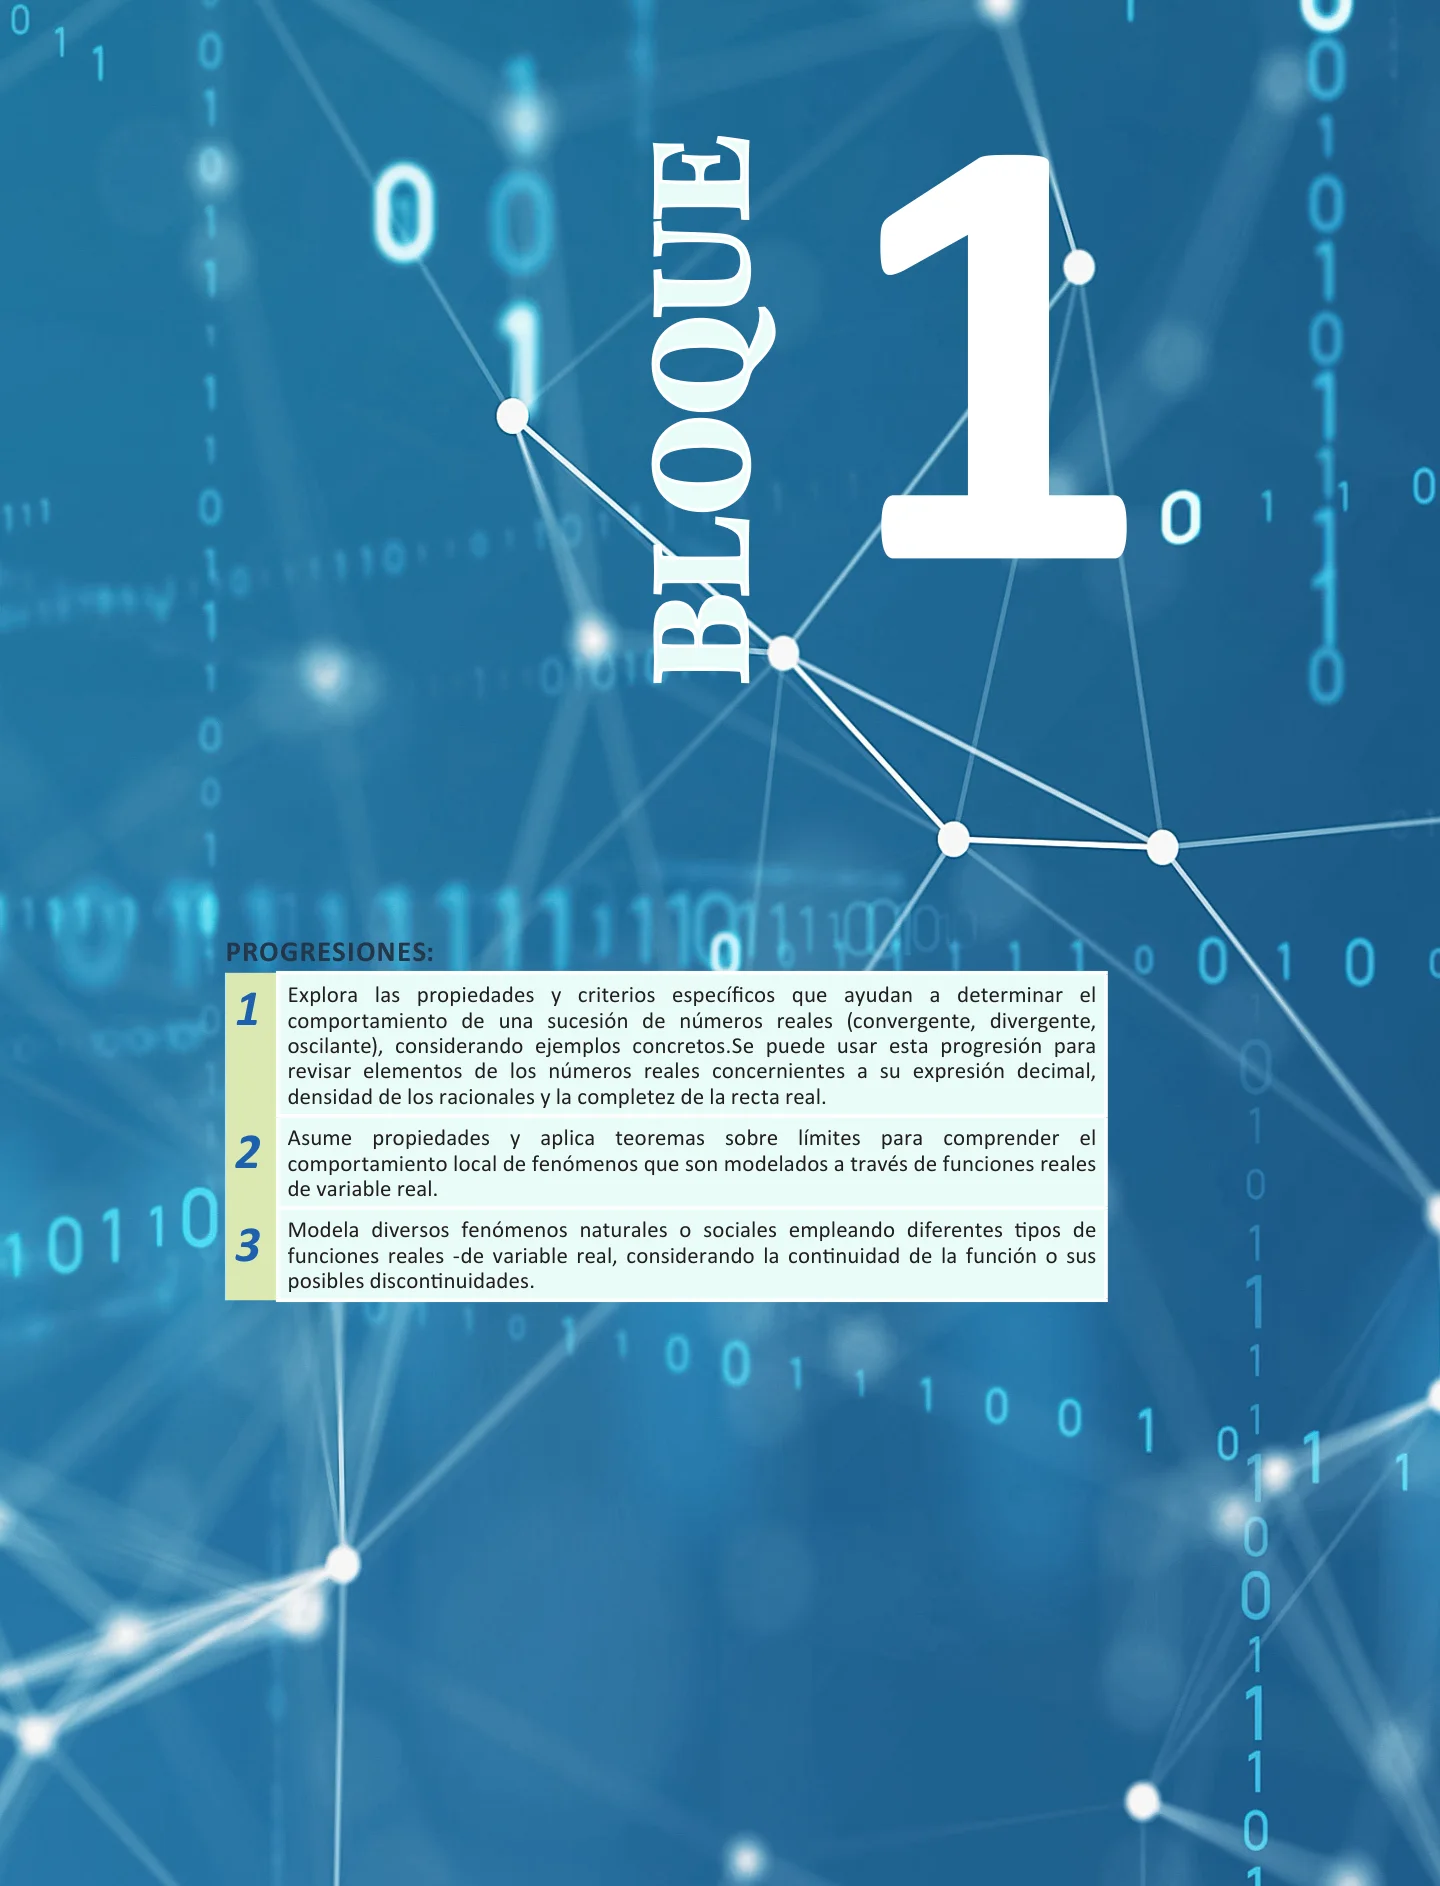 BLOQUE 1
PROGRESIONES:
1 Explora las propiedades y criterios específicos que ayudan a determinar el
comportamiento de una sucesión de números reales (convergente, divergente,
oscilante), considerando ejemplos concretos.Se puede usar esta progresión para
revisar elementos de los números reales concernientes a su expresión decimal,
densidad de los racionales y la completez de la recta real.
2 Asume propiedades y aplica teoremas sobre límites para comprender el
comportamiento local de fenómenos que son modelados a través de funciones reales
de variable real.
3 Modela diversos fenómenos naturales o sociales empleando diferentes tipos de
funciones reales -de variable real, considerando la continuidad de la función o sus
posibles discontinuidades.